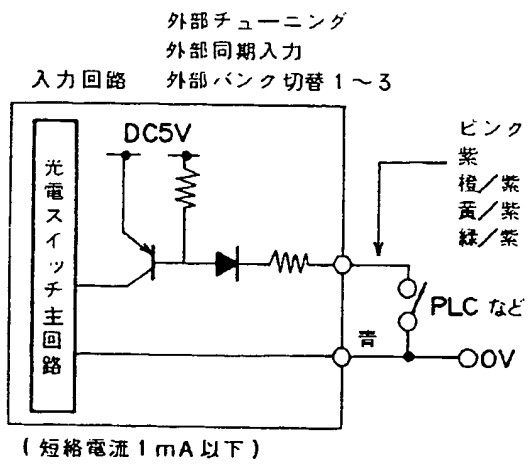 外部チューニング
外部同期入力
入力回路 外部バンク切替1～3
DC5V
光電スイッチ主回路
ピンク
紫
橙／紫
黄／紫
緑／紫
PLC など
青
0V
(短絡電流1mA以下)